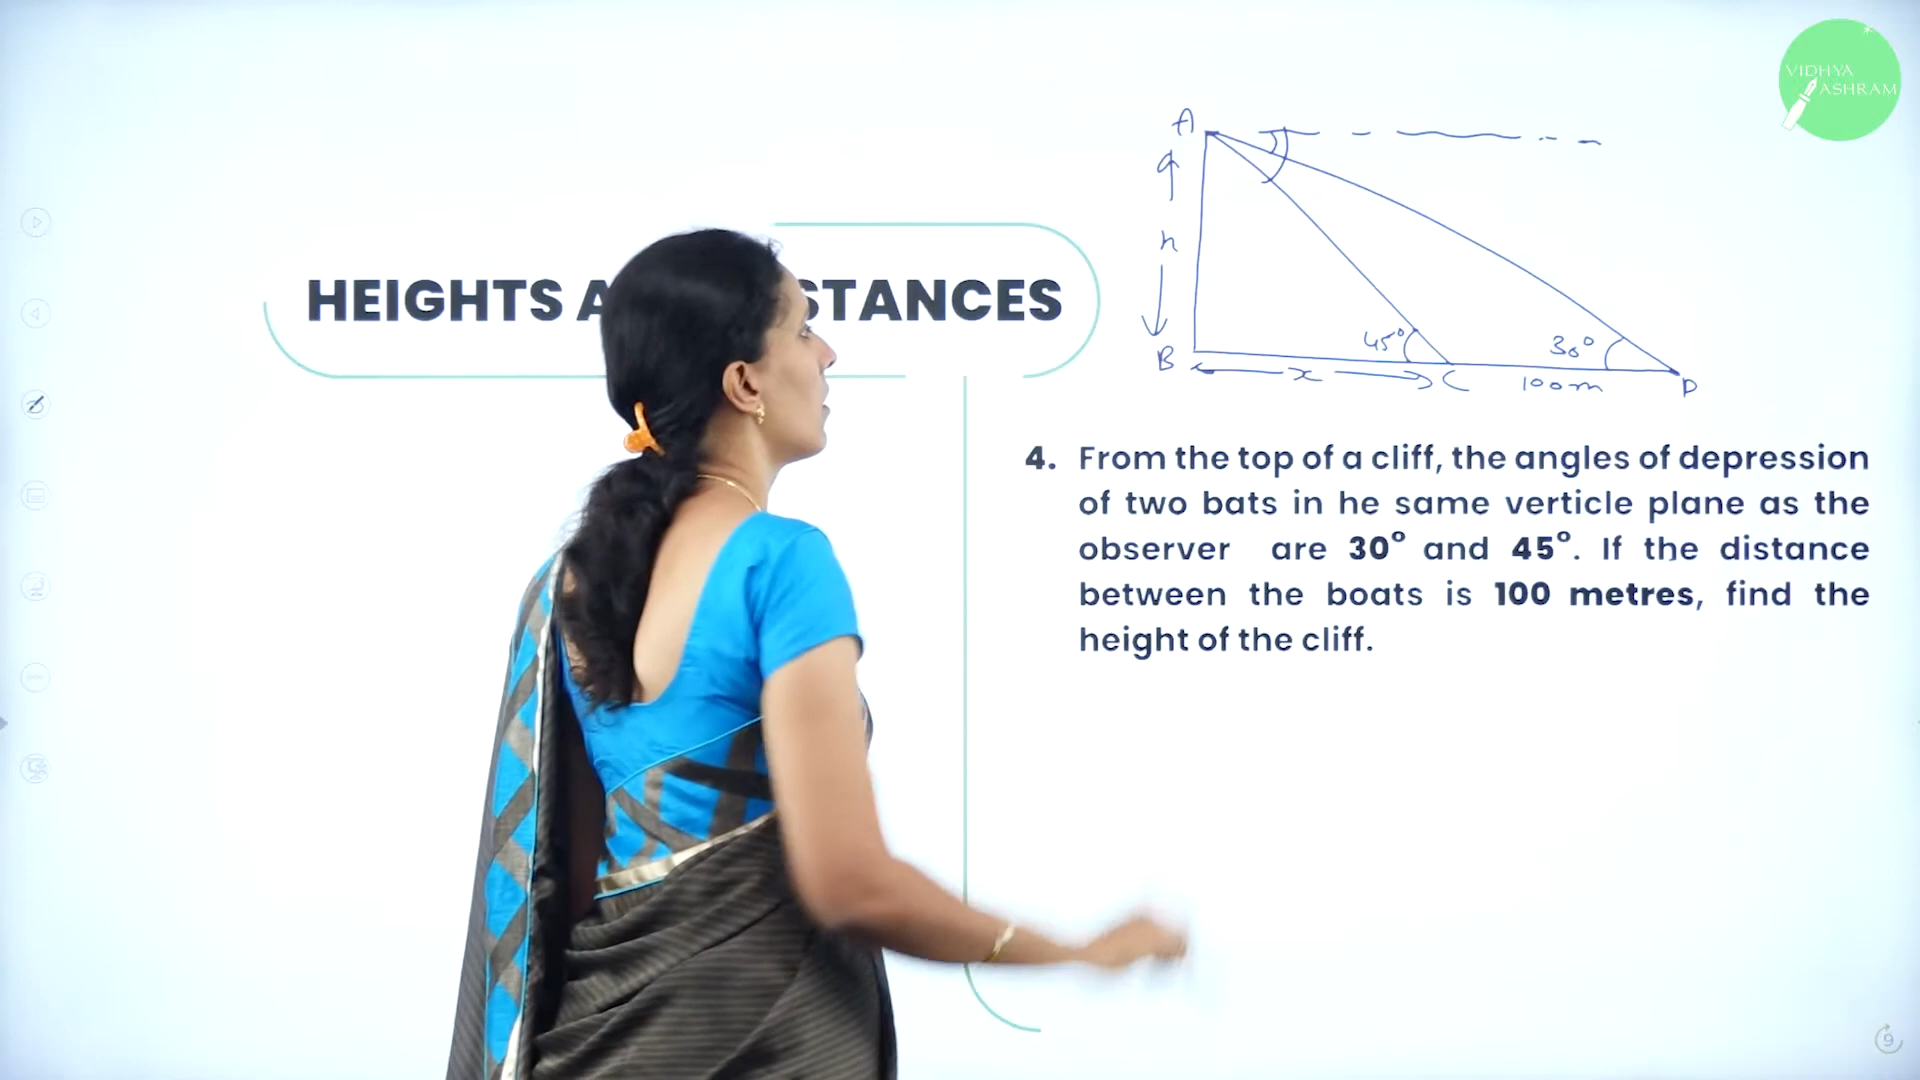 VIDHYA
ASHRAM
A
h
45°
30°
B
x
C
100m
D
HEIGHTS A STANCES
4. From the top of a cliff, the angles of depression
of two bats in he same verticle plane as the
observer are 30° and 45°. If the distance
between the boats is 100 metres, find the
height of the cliff.
9